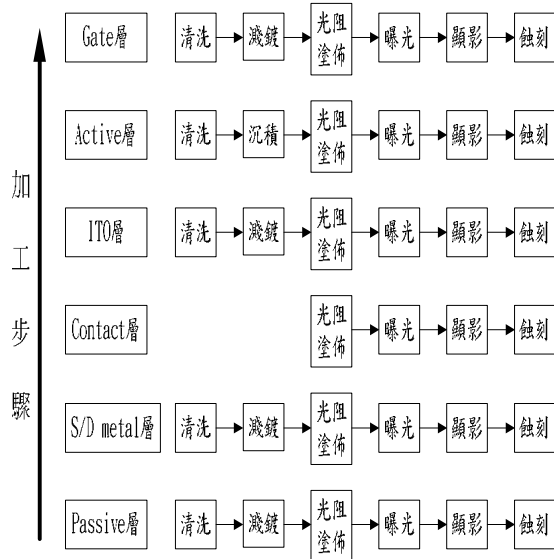 加工步驟
Gate層 清洗 濺鍍 光阻塗佈 曝光 顯影 蝕刻
Active層 清洗 沉積 光阻塗佈 曝光 顯影 蝕刻
ITO層 清洗 濺鍍 光阻塗佈 曝光 顯影 蝕刻
Contact層 光阻塗佈 曝光 顯影 蝕刻
S/D metal層 清洗 濺鍍 光阻塗佈 曝光 顯影 蝕刻
Passive層 清洗 濺鍍 光阻塗佈 曝光 顯影 蝕刻